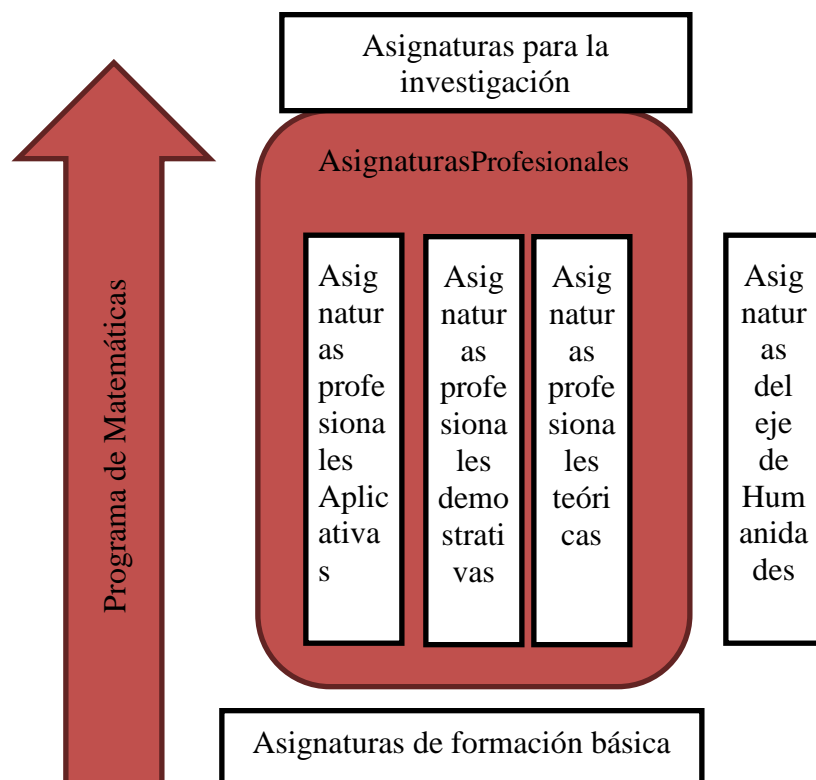 Asignaturas para la
investigación
AsignaturasProfesionales
Programa de Matemáticas
Asig
natur
as
profe
siona
les
Aplic
ativa
s
Asig
natur
as
profe
siona
les
demo
strati
vas
Asig
natur
as
profe
siona
les
teóri
cas
Asig
natur
as
del
eje
de
Hum
anida
des
Asignaturas de formación básica